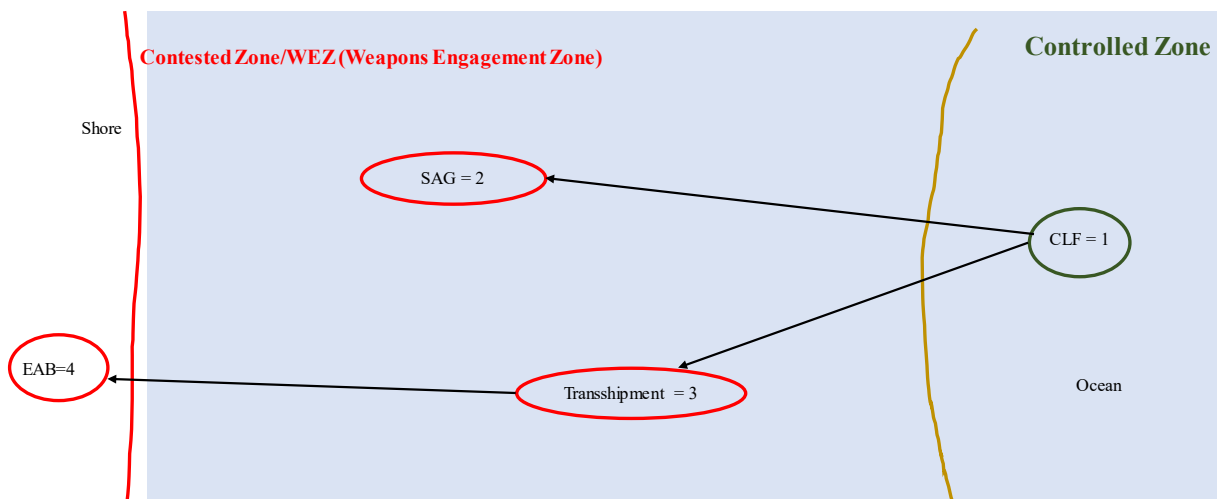 Contested Zone/WEZ (Weapons Engagement Zone)
Controlled Zone
Shore
SAG = 2
CLF = 1
EAB=4
Transshipment = 3
Ocean